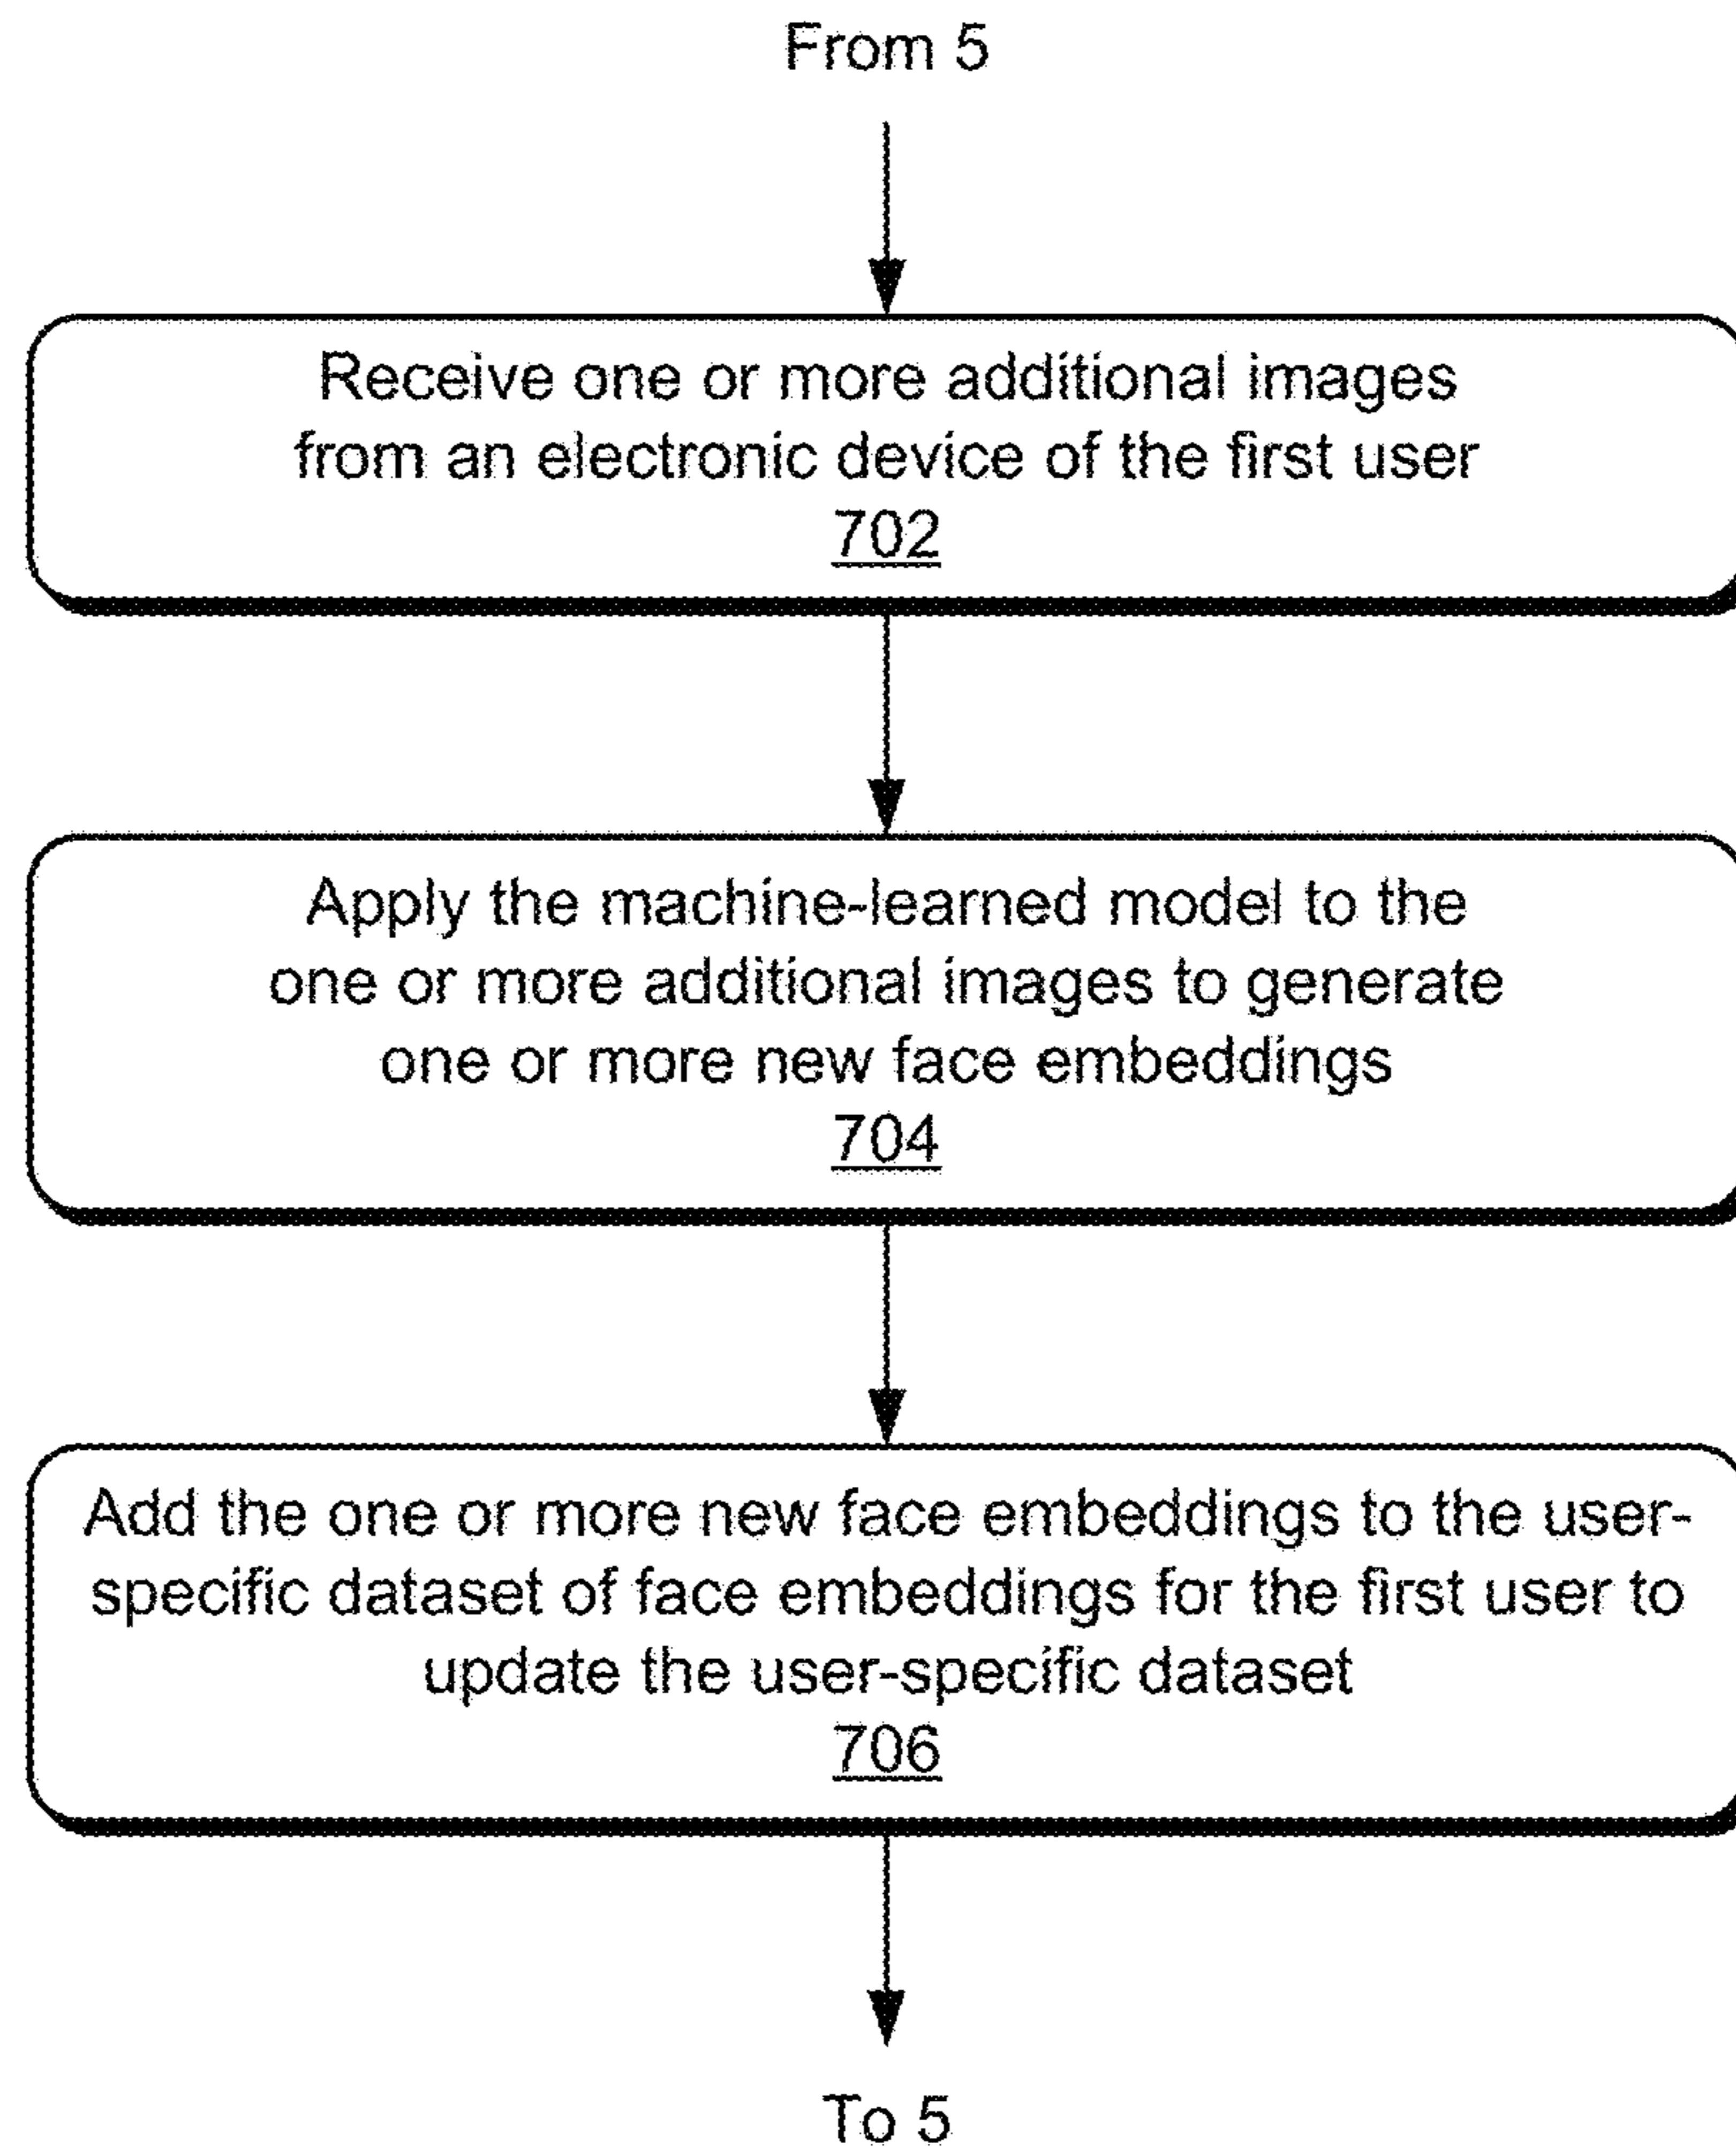 From 5
Receive one or more additional images
from an electronic device of the first user
702
Apply the machine-learned model to the
one or more additional images to generate
one or more new face embeddings
704
Add the one or more new face embeddings to the user-
specific dataset of face embeddings for the first user to
update the user-specific dataset
706
To 5